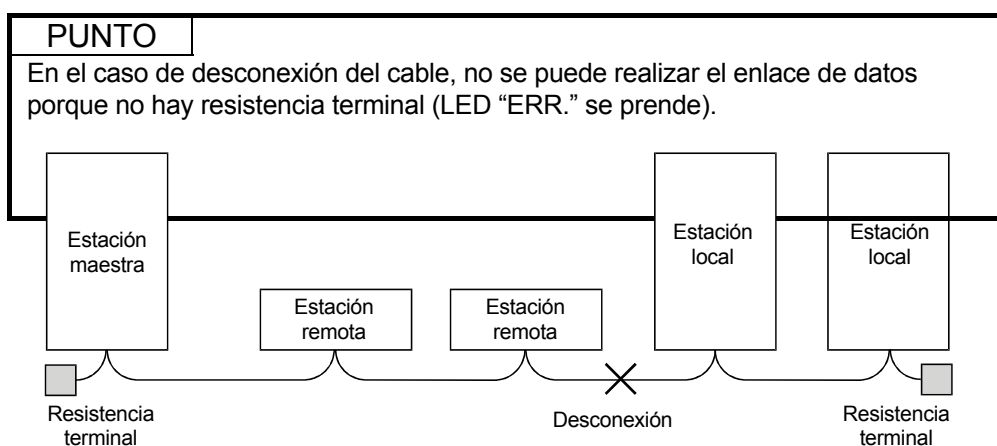 PUNTO
En el caso de desconexión del cable, no se puede realizar el enlace de datos
porque no hay resistencia terminal (LED “ERR.” se prende).
Estación
maestra
Estación
remota
Estación
remota
Estación
local
Estación
local
Resistencia
terminal
Desconexión
Resistencia
terminal